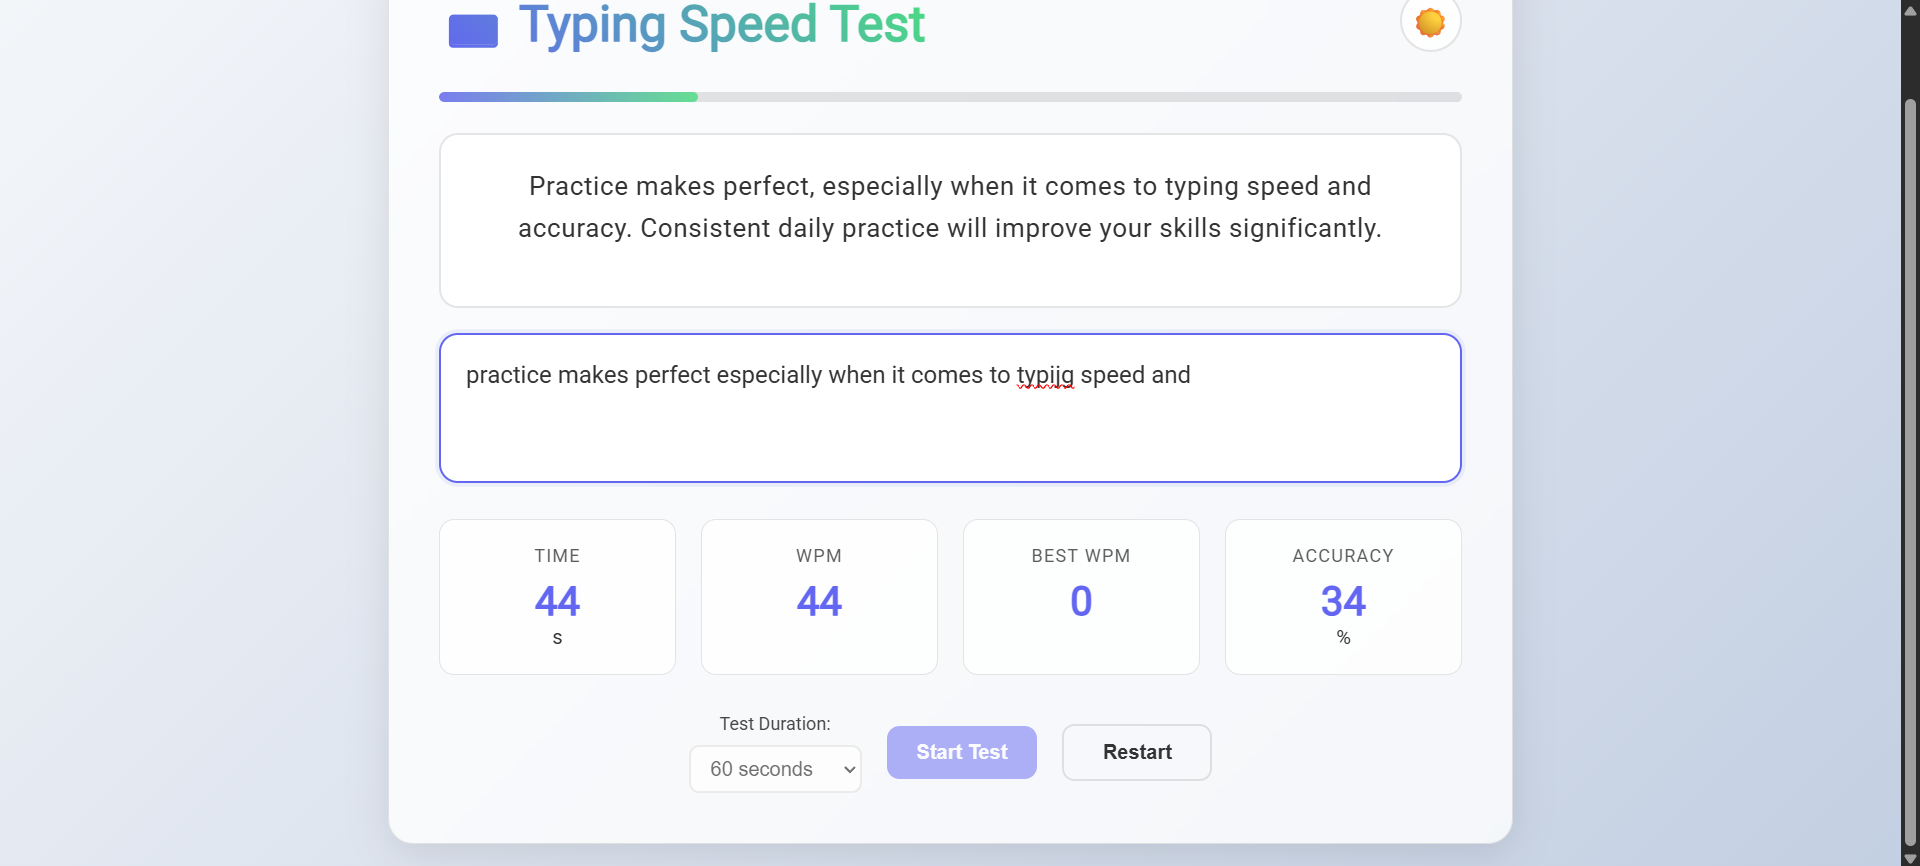 Typing Speed Test
Practice makes perfect, especially when it comes to typing speed and
accuracy. Consistent daily practice will improve your skills significantly.
practice makes perfect especially when it comes to typijg speed and
TIME
44
s
WPM
44
BEST WPM
0
ACCURACY
34
%
Test Duration:
60 seconds
Start Test
Restart